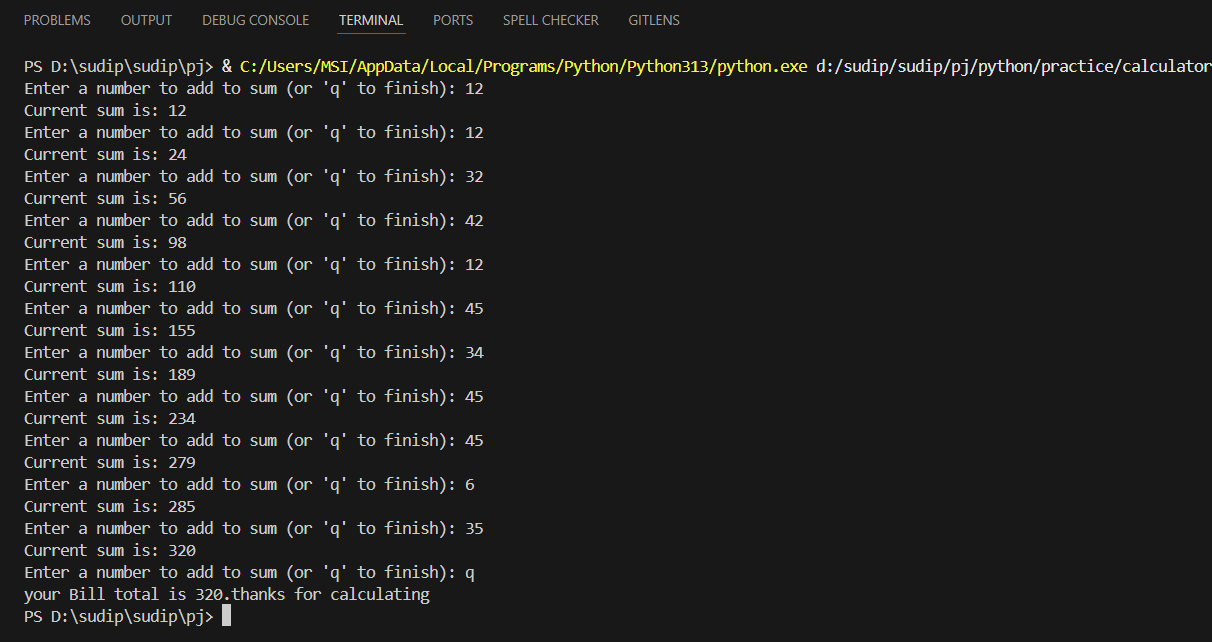 PROBLEMS OUTPUT DEBUG CONSOLE TERMINAL PORTS SPELL CHECKER GITLENS
PS D:\sudip\sudip\pj> & C:/Users/MSI/AppData/Local/Programs/Python/Python313/python.exe d:/sudip/sudip/pj/python/practice/calculator
Enter a number to add to sum (or 'q' to finish): 12
Current sum is: 12
Enter a number to add to sum (or 'q' to finish): 12
Current sum is: 24
Enter a number to add to sum (or 'q' to finish): 32
Current sum is: 56
Enter a number to add to sum (or 'q' to finish): 42
Current sum is: 98
Enter a number to add to sum (or 'q' to finish): 12
Current sum is: 110
Enter a number to add to sum (or 'q' to finish): 45
Current sum is: 155
Enter a number to add to sum (or 'q' to finish): 34
Current sum is: 189
Enter a number to add to sum (or 'q' to finish): 45
Current sum is: 234
Enter a number to add to sum (or 'q' to finish): 45
Current sum is: 279
Enter a number to add to sum (or 'q' to finish): 6
Current sum is: 285
Enter a number to add to sum (or 'q' to finish): 35
Current sum is: 320
Enter a number to add to sum (or 'q' to finish): q
your Bill total is 320.thanks for calculating
PS D:\sudip\sudip\pj>